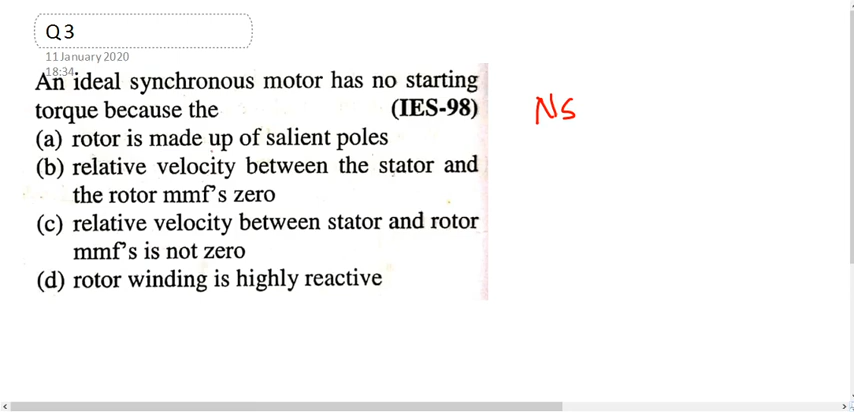 Q3
11 January 2020
18:34
An ideal synchronous motor has no starting
torque because the (IES-98)
(a) rotor is made up of salient poles
(b) relative velocity between the stator and
the rotor mmf's zero
(c) relative velocity between stator and rotor
mmf's is not zero
(d) rotor winding is highly reactive
NS